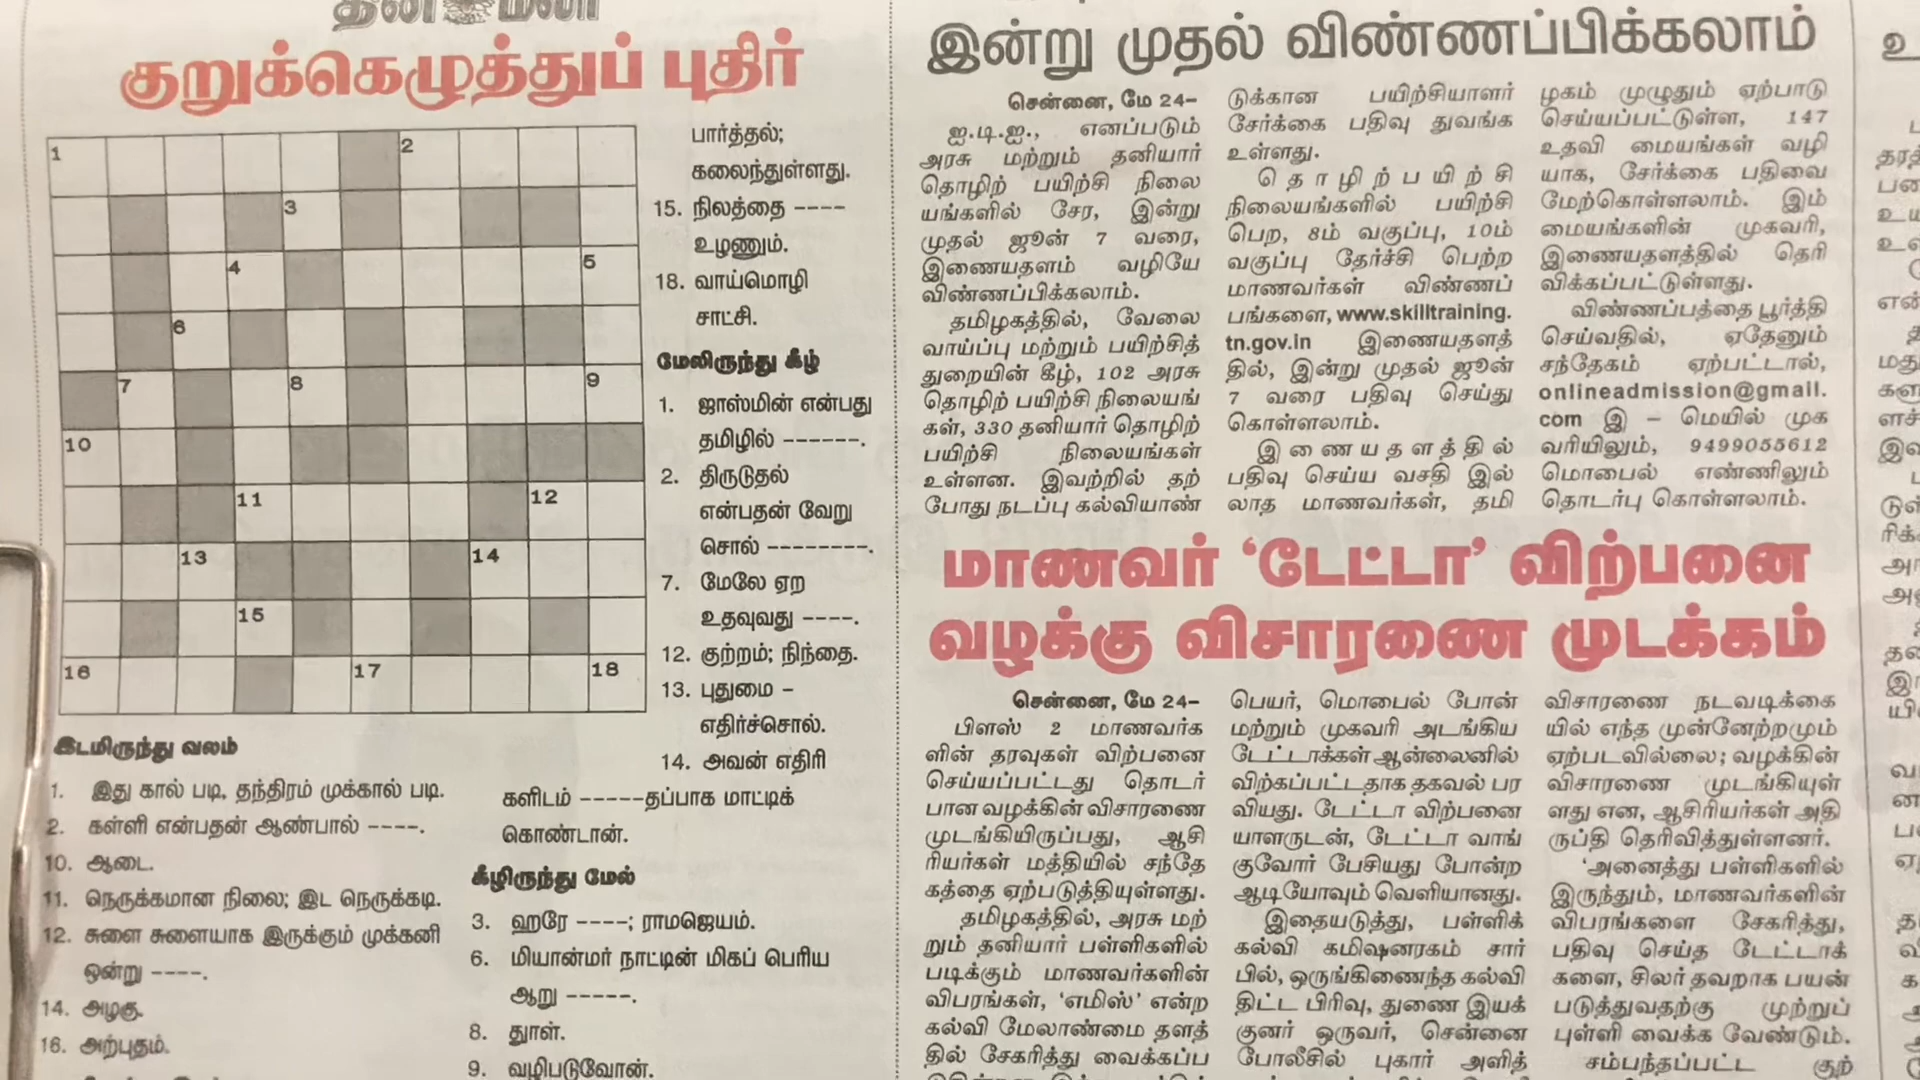 குறுக்கெழுத்துப் புதிர்
1
2
3
4
5
6
7
8
9
10
11
12
13
14
15
16
17
18
இடமிருந்து வலம்
1. இது கால் படி, தந்திரம் முக்கால் படி.
2. கள்ளி என்பதன் ஆண்பால் ----.
10. ஆடை.
11. நெருக்கமான நிலை; இட நெருக்கடி.
12. சுளை சுளையாக இருக்கும் முக்கனி
ஒன்று ----.
14. அழகு.
16. அற்புதம்.
பார்த்தல்;
கலைந்துள்ளது.
15. நிலத்தை ----
உழணும்.
18. வாய்மொழி
சாட்சி.
மேலிருந்து கீழ்
1. ஜாஸ்மின் என்பது
தமிழில் ------.
2. திருடுதல்
என்பதன் வேறு
சொல் --------.
7. மேலே ஏற
உதவுவது ----.
12. குற்றம்; நிந்தை.
13. புதுமை -
எதிர்ச்சொல்.
14. அவன் எதிரி
களிடம் -----தப்பாக மாட்டிக்
கொண்டான்.
கீழிருந்து மேல்
3. ஹரே ----; ராமஜெயம்.
6. மியான்மர் நாட்டின் மிகப் பெரிய
ஆறு -----.
8. தூள்.
9. வழிபடுவோன்.
இன்று முதல் விண்ணப்பிக்கலாம்
சென்னை, மே 24–
ஐ.டி.ஐ., எனப்படும்
அரசு மற்றும் தனியார்
தொழிற் பயிற்சி நிலை
யங்களில் சேர, இன்று
முதல் ஜூன் 7 வரை,
இணையதளம் வழியே
விண்ணப்பிக்கலாம்.
தமிழகத்தில், வேலை
வாய்ப்பு மற்றும் பயிற்சித்
துறையின் கீழ், 102 அரசு
தொழிற் பயிற்சி நிலையங்
கள், 330 தனியார் தொழிற்
பயிற்சி நிலையங்கள்
உள்ளன. இவற்றில் தற்
போது நடப்பு கல்வியாண்
டுக்கான பயிற்சியாளர்
சேர்க்கை பதிவு துவங்க
உள்ளது.
தொழிற்பயிற்சி
நிலையங்களில் பயிற்சி
பெற, 8ம் வகுப்பு, 10ம்
வகுப்பு தேர்ச்சி பெற்ற
மாணவர்கள் விண்ணப்
பங்களை, www.skilltraining.
tn.gov.in இணையதளத்
தில், இன்று முதல் ஜூன்
7 வரை பதிவு செய்து
கொள்ளலாம்.
இணையதளத்தில்
பதிவு செய்ய வசதி இல்
லாத மாணவர்கள், தமி
ழகம் முழுதும் ஏற்பாடு
செய்யப்பட்டுள்ள, 147
உதவி மையங்கள் வழி
யாக, சேர்க்கை பதிவை
மேற்கொள்ளலாம். இம்
மையங்களின் முகவரி,
இணையதளத்தில் தெரி
விக்கப்பட்டுள்ளது.
விண்ணப்பத்தை பூர்த்தி
செய்வதில், ஏதேனும்
சந்தேகம் ஏற்பட்டால்,
onlineadmission@gmail.
com இ – மெயில் முக
வரியிலும், 9499055612
மொபைல் எண்ணிலும்
தொடர்பு கொள்ளலாம்.
மாணவர் ‘டேட்டா’ விற்பனை
வழக்கு விசாரணை முடக்கம்
சென்னை, மே 24–
பிளஸ் 2 மாணவர்க
ளின் தரவுகள் விற்பனை
செய்யப்பட்டது தொடர்
பான வழக்கின் விசாரணை
முடங்கியிருப்பது, ஆசி
ரியர்கள் மத்தியில் சந்தே
கத்தை ஏற்படுத்தியுள்ளது.
தமிழகத்தில், அரசு மற்
றும் தனியார் பள்ளிகளில்
படிக்கும் மாணவர்களின்
விபரங்கள், ‘எமிஸ்’ என்ற
கல்வி மேலாண்மை தளத்
தில் சேகரித்து வைக்கப்ப
பெயர், மொபைல் போன்
மற்றும் முகவரி அடங்கிய
டேட்டாக்கள் ஆன்லைனில்
விற்கப்பட்டதாக தகவல் பர
வியது. டேட்டா விற்பனை
யாளருடன், டேட்டா வாங்
குவோர் பேசியது போன்ற
ஆடியோவும் வெளியானது.
இதையடுத்து, பள்ளிக்
கல்வி கமிஷனரகம் சார்
பில், ஒருங்கிணைந்த கல்வி
திட்ட பிரிவு, துணை இயக்
குனர் ஒருவர், சென்னை
போலீசில் புகார் அளித்
விசாரணை நடவடிக்கை
யில் எந்த முன்னேற்றமும்
ஏற்படவில்லை; வழக்கின்
விசாரணை முடங்கியுள்
ளது என, ஆசிரியர்கள் அதி
ருப்தி தெரிவித்துள்ளனர்.
‘அனைத்து பள்ளிகளில்
இருந்தும், மாணவர்களின்
விபரங்களை சேகரித்து,
பதிவு செய்த டேட்டாக்
களை, சிலர் தவறாக பயன்
படுத்துவதற்கு முற்றுப்
புள்ளி வைக்க வேண்டும்.
சம்பந்தப்பட்ட குற்